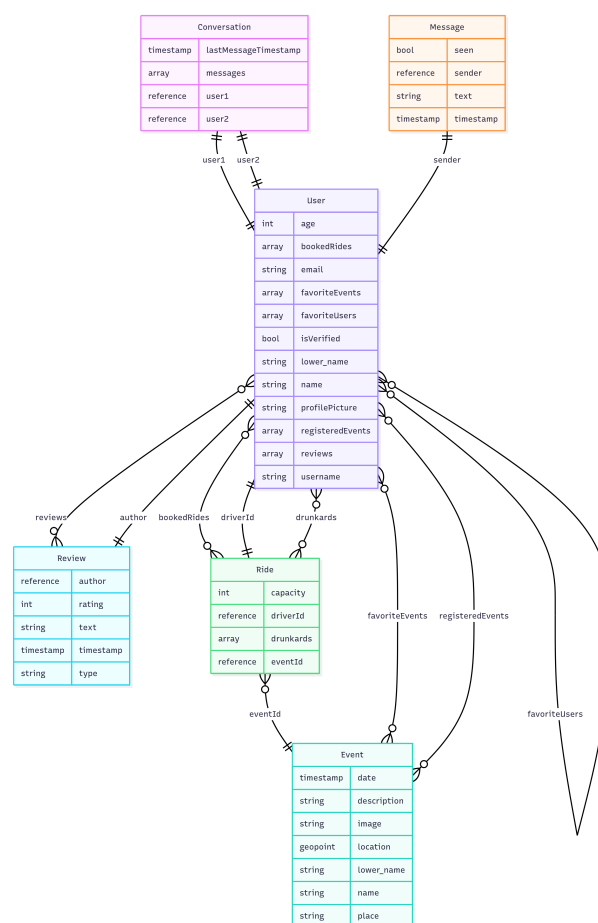 Conversation
timestamp lastMessageTimestamp
array messages
reference user1
reference user2
Message
bool seen
reference sender
string text
timestamp timestamp
user1
user2
sender
User
int age
array bookedRides
string email
array favoriteEvents
array favoriteUsers
bool isVerified
string lower_name
string name
string profilePicture
array registeredEvents
array reviews
string username
reviews
author
bookedRides
driverId
drunkards
Review
reference author
int rating
string text
timestamp timestamp
string type
Ride
int capacity
reference driverId
array drunkards
reference eventId
favoriteEvents
registeredEvents
eventId
favoriteUsers
Event
timestamp date
string description
string image
geopoint location
string lower_name
string name
string place